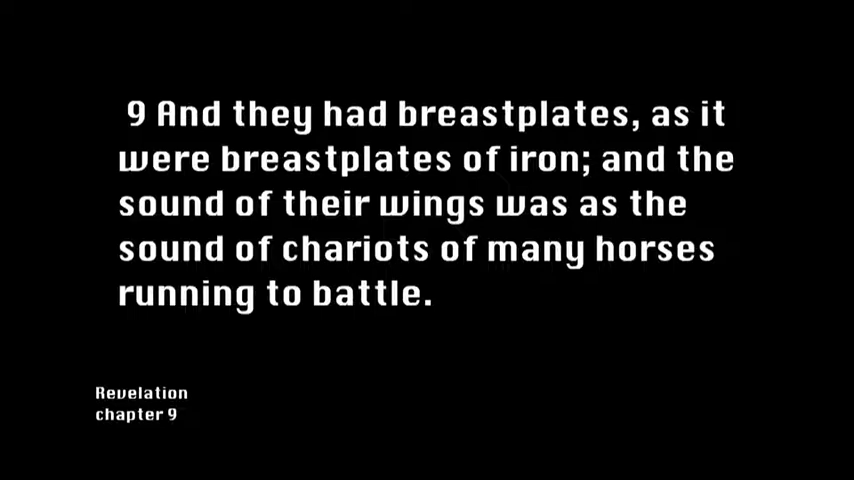 9 And they had breastplates, as it
were breastplates of iron; and the
sound of their wings was as the
sound of chariots of many horses
running to battle.
Revelation
chapter 9